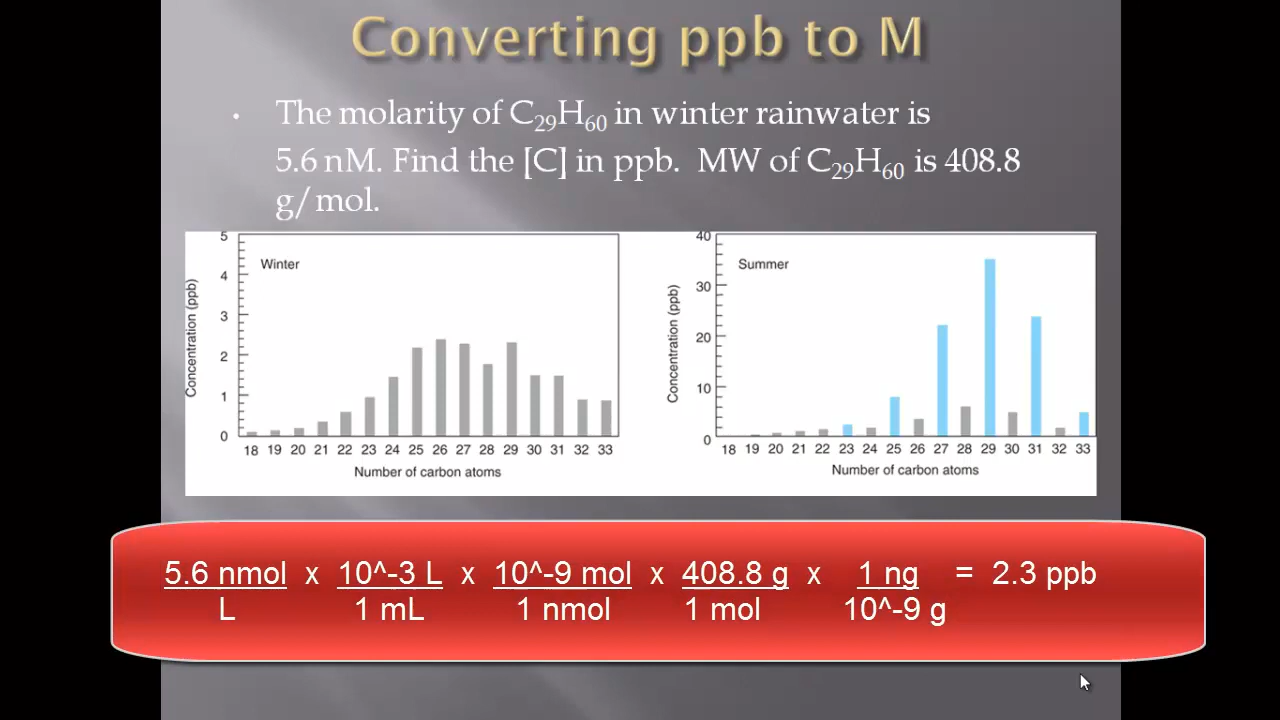 Converting ppb to M
• The molarity of C₂₉H₆₀ in winter rainwater is
5.6 nM. Find the [C] in ppb. MW of C₂₉H₆₀ is 408.8
g/mol.
5
4
3
2
1
0
Concentration (ppb)
Winter
18 19 20 21 22 23 24 25 26 27 28 29 30 31 32 33
Number of carbon atoms
40
30
20
10
0
Concentration (ppb)
Summer
18 19 20 21 22 23 24 25 26 27 28 29 30 31 32 33
Number of carbon atoms
5.6 nmol x 10^-3 L x 10^-9 mol x 408.8 g x 1 ng = 2.3 ppb
L 1 mL 1 nmol 1 mol 10^-9 g